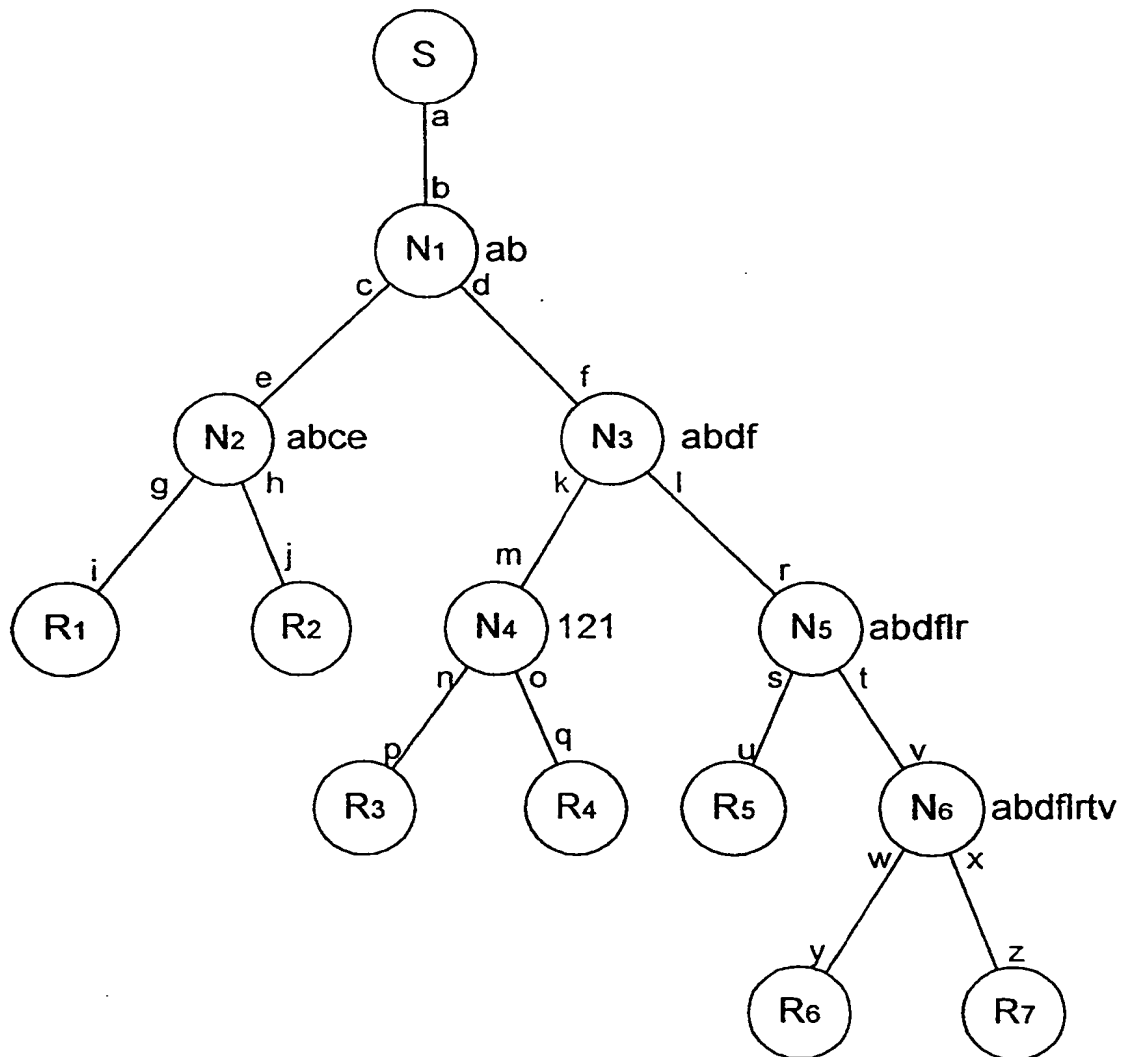 S
a
b
N1 ab
c d
e f
N2 abce N3 abdf
g h k l
i j m r
R1 R2 N4 121 N5 abdflr
n o s t
p q u v
R3 R4 R5 N6 abdflrtv
w x
y z
R6 R7